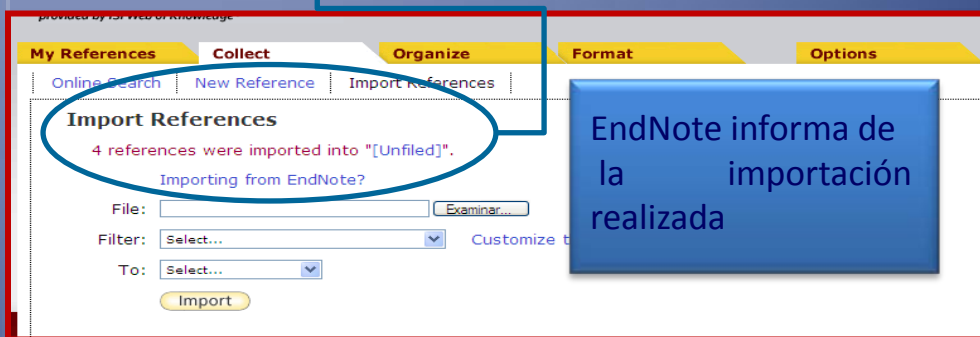 provided by ISI Web of Knowledge
My References Collect Organize Format Options
Online Search New Reference Import References
Import References
4 references were imported into "[Unfiled]".
Importing from EndNote?
File: Examinar...
Filter: Select... Customize t
To: Select...
Import
EndNote informa de
la importación
realizada